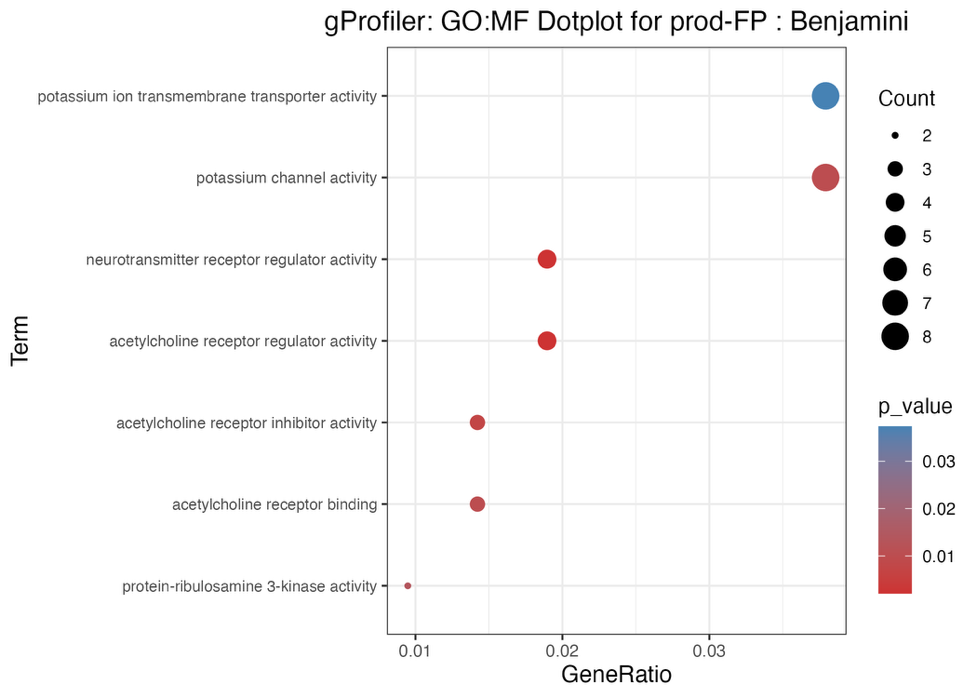 gProfiler: GO:MF Dotplot for prod-FP : Benjamini
Term
potassium ion transmembrane transporter activity
potassium channel activity
neurotransmitter receptor regulator activity
acetylcholine receptor regulator activity
acetylcholine receptor inhibitor activity
acetylcholine receptor binding
protein-ribulosamine 3-kinase activity
0.01
0.02
0.03
GeneRatio
Count
2
3
4
5
6
7
8
p_value
0.03
0.02
0.01